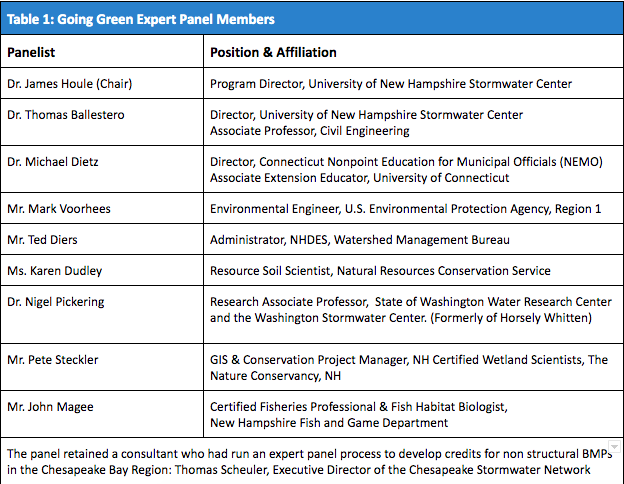 Table 1: Going Green Expert Panel Members
Panelist Position & Affiliation
Dr. James Houle (Chair) Program Director, University of New Hampshire Stormwater Center
Dr. Thomas Ballestero Director, University of New Hampshire Stormwater Center
Associate Professor, Civil Engineering
Dr. Michael Dietz Director, Connecticut Nonpoint Education for Municipal Officials (NEMO)
Associate Extension Educator, University of Connecticut
Mr. Mark Voorhees Environmental Engineer, U.S. Environmental Protection Agency, Region 1
Mr. Ted Diers Administrator, NHDES, Watershed Management Bureau
Ms. Karen Dudley Resource Soil Scientist, Natural Resources Conservation Service
Dr. Nigel Pickering Research Associate Professor, State of Washington Water Research Center
and the Washington Stormwater Center. (Formerly of Horsely Whitten)
Mr. Pete Steckler GIS & Conservation Project Manager, NH Certified Wetland Scientists, The
Nature Conservancy, NH
Mr. John Magee Certified Fisheries Professional & Fish Habitat Biologist,
New Hampshire Fish and Game Department
The panel retained a consultant who had run an expert panel process to develop credits for non structural BMPs
in the Chesapeake Bay Region: Thomas Scheuler, Executive Director of the Chesapeake Stormwater Network